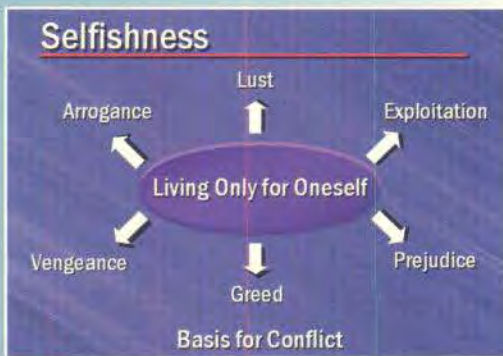 Selfishness
Lust
Arrogance
Exploitation
Living Only for Oneself
Vengeance
Prejudice
Greed
Basis for Conflict